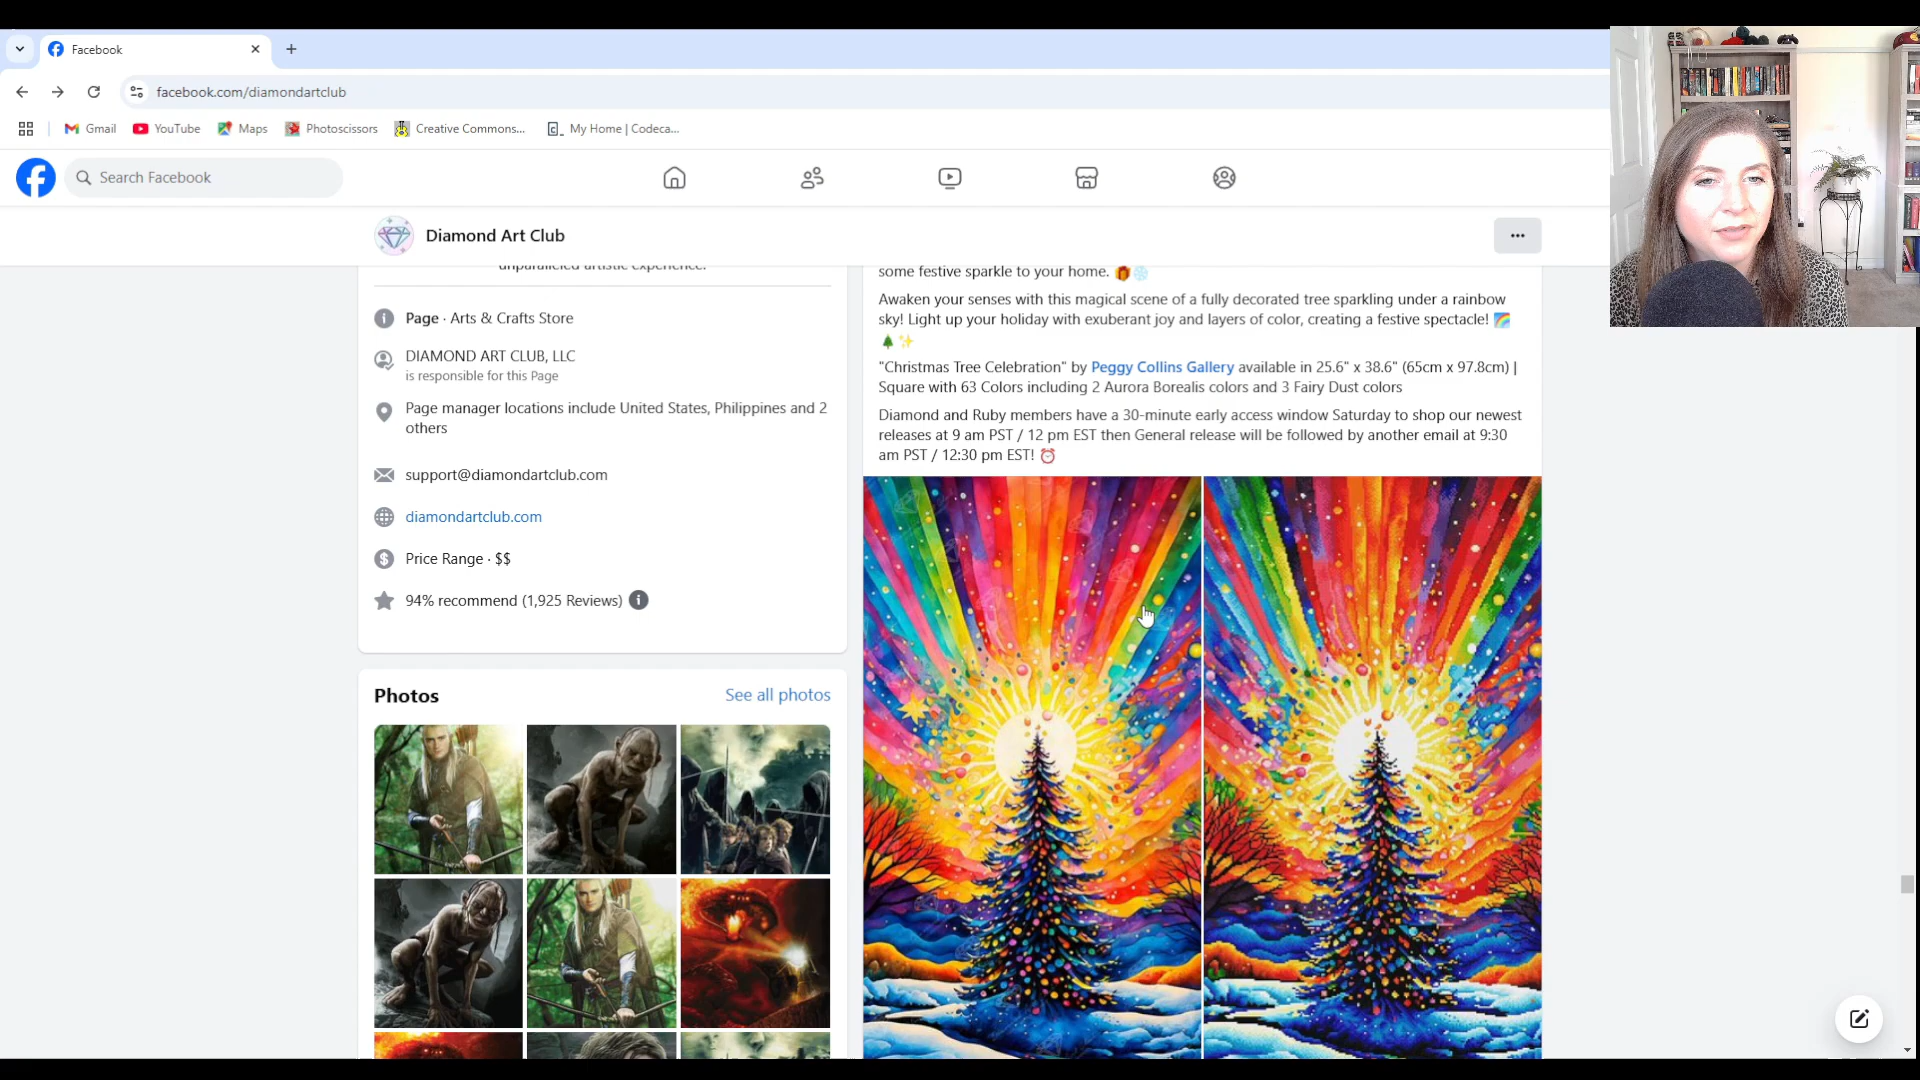 Facebook
facebook.com/diamondartclub
Gmail
YouTube
Maps
Photoscissors
Creative Commons...
My Home | Codeca...
Search Facebook
Diamond Art Club
unparalleled artistic experience.
Page · Arts & Crafts Store
DIAMOND ART CLUB, LLC
is responsible for this Page
Page manager locations include United States, Philippines and 2
others
support@diamondartclub.com
diamondartclub.com
Price Range · $$
94% recommend (1,925 Reviews)
Photos
See all photos
some festive sparkle to your home. 🎁❄️
Awaken your senses with this magical scene of a fully decorated tree sparkling under a rainbow
sky! Light up your holiday with exuberant joy and layers of color, creating a festive spectacle! 🌈
🌲✨
"Christmas Tree Celebration" by Peggy Collins Gallery available in 25.6" x 38.6" (65cm x 97.8cm) |
Square with 63 Colors including 2 Aurora Borealis colors and 3 Fairy Dust colors
Diamond and Ruby members have a 30-minute early access window Saturday to shop our newest
releases at 9 am PST / 12 pm EST then General release will be followed by another email at 9:30
am PST / 12:30 pm EST! ⏰